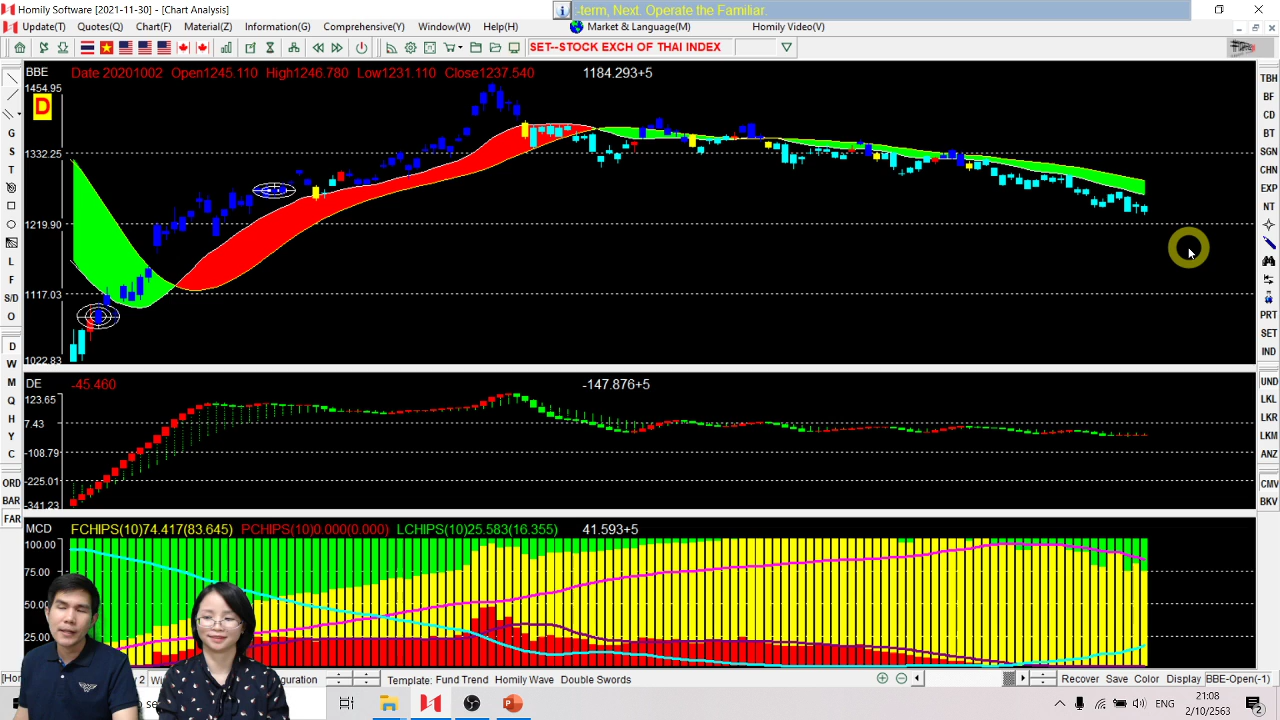 Homily Software [2021-11-30] - [Chart Analysis]
-term, Next: Operate the Familiar.
Update(T) Quotes(Q) Chart(F) Material(Z) Information(G) Comprehensive(Y) Window(W) Help(H) Market & Language(M) Homily Video(V)
SET--STOCK EXCH OF THAI INDEX
BBE Date 20201002 Open1245.110 High1246.780 Low1231.110 Close1237.540 1184.293+5
1454.95
D
1332.25
1219.90
1117.03
1022.83
DE -45.460 -147.876+5
123.65
7.43
-108.79
-225.01
-341.23
MCD FCHIPS(10)74.417(83.645) PCHIPS(10)0.000(0.000) LCHIPS(10)25.583(16.355) 41.593+5
100.00
75.00
50.00
25.00
G
S
T
L
F
S/D
O
D
W
M
Q
H
Y
C
ORD
BAR
FAR
TBH
BF
CD
BT
SGN
CHN
EXP
NT
PRT
SET
IND
UND
LKL
LKR
LKM
ANZ
CMV
BKV
guration Template: Fund Trend Homily Wave Double Swords Recover Save Color Display BBE-Open(-1)
ENG
21:08
2/10/2563
2